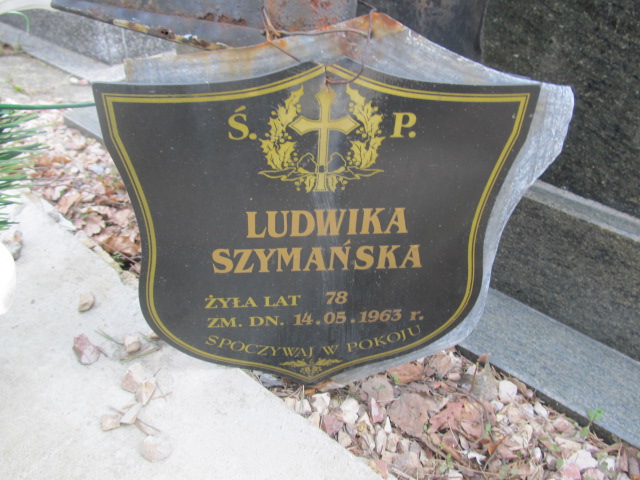 Ś. P.
LUDWIKA
SZYMAŃSKA
ŻYŁA LAT 78
ZM. DN. 14.05.1963 r.
SPOCZYWAJ W POKOJU